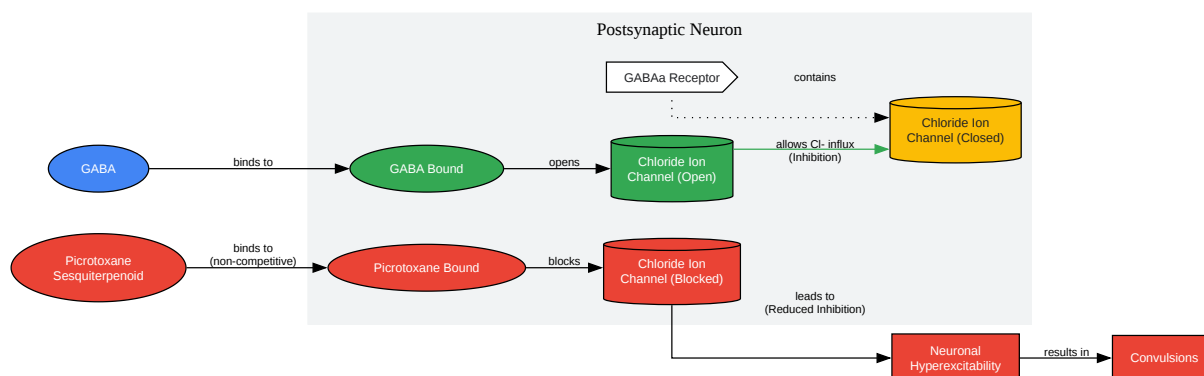 Postsynaptic Neuron
GABAa Receptor
contains
Chloride Ion
Channel (Closed)
GABA
binds to
GABA Bound
opens
Chloride Ion
Channel (Open)
allows Cl- influx
(Inhibition)
Picrotoxane
Sesquiterpenoid
binds to
(non-competitive)
Picrotoxane Bound
blocks
Chloride Ion
Channel (Blocked)
leads to
(Reduced Inhibition)
Neuronal
Hyperexcitability
results in
Convulsions